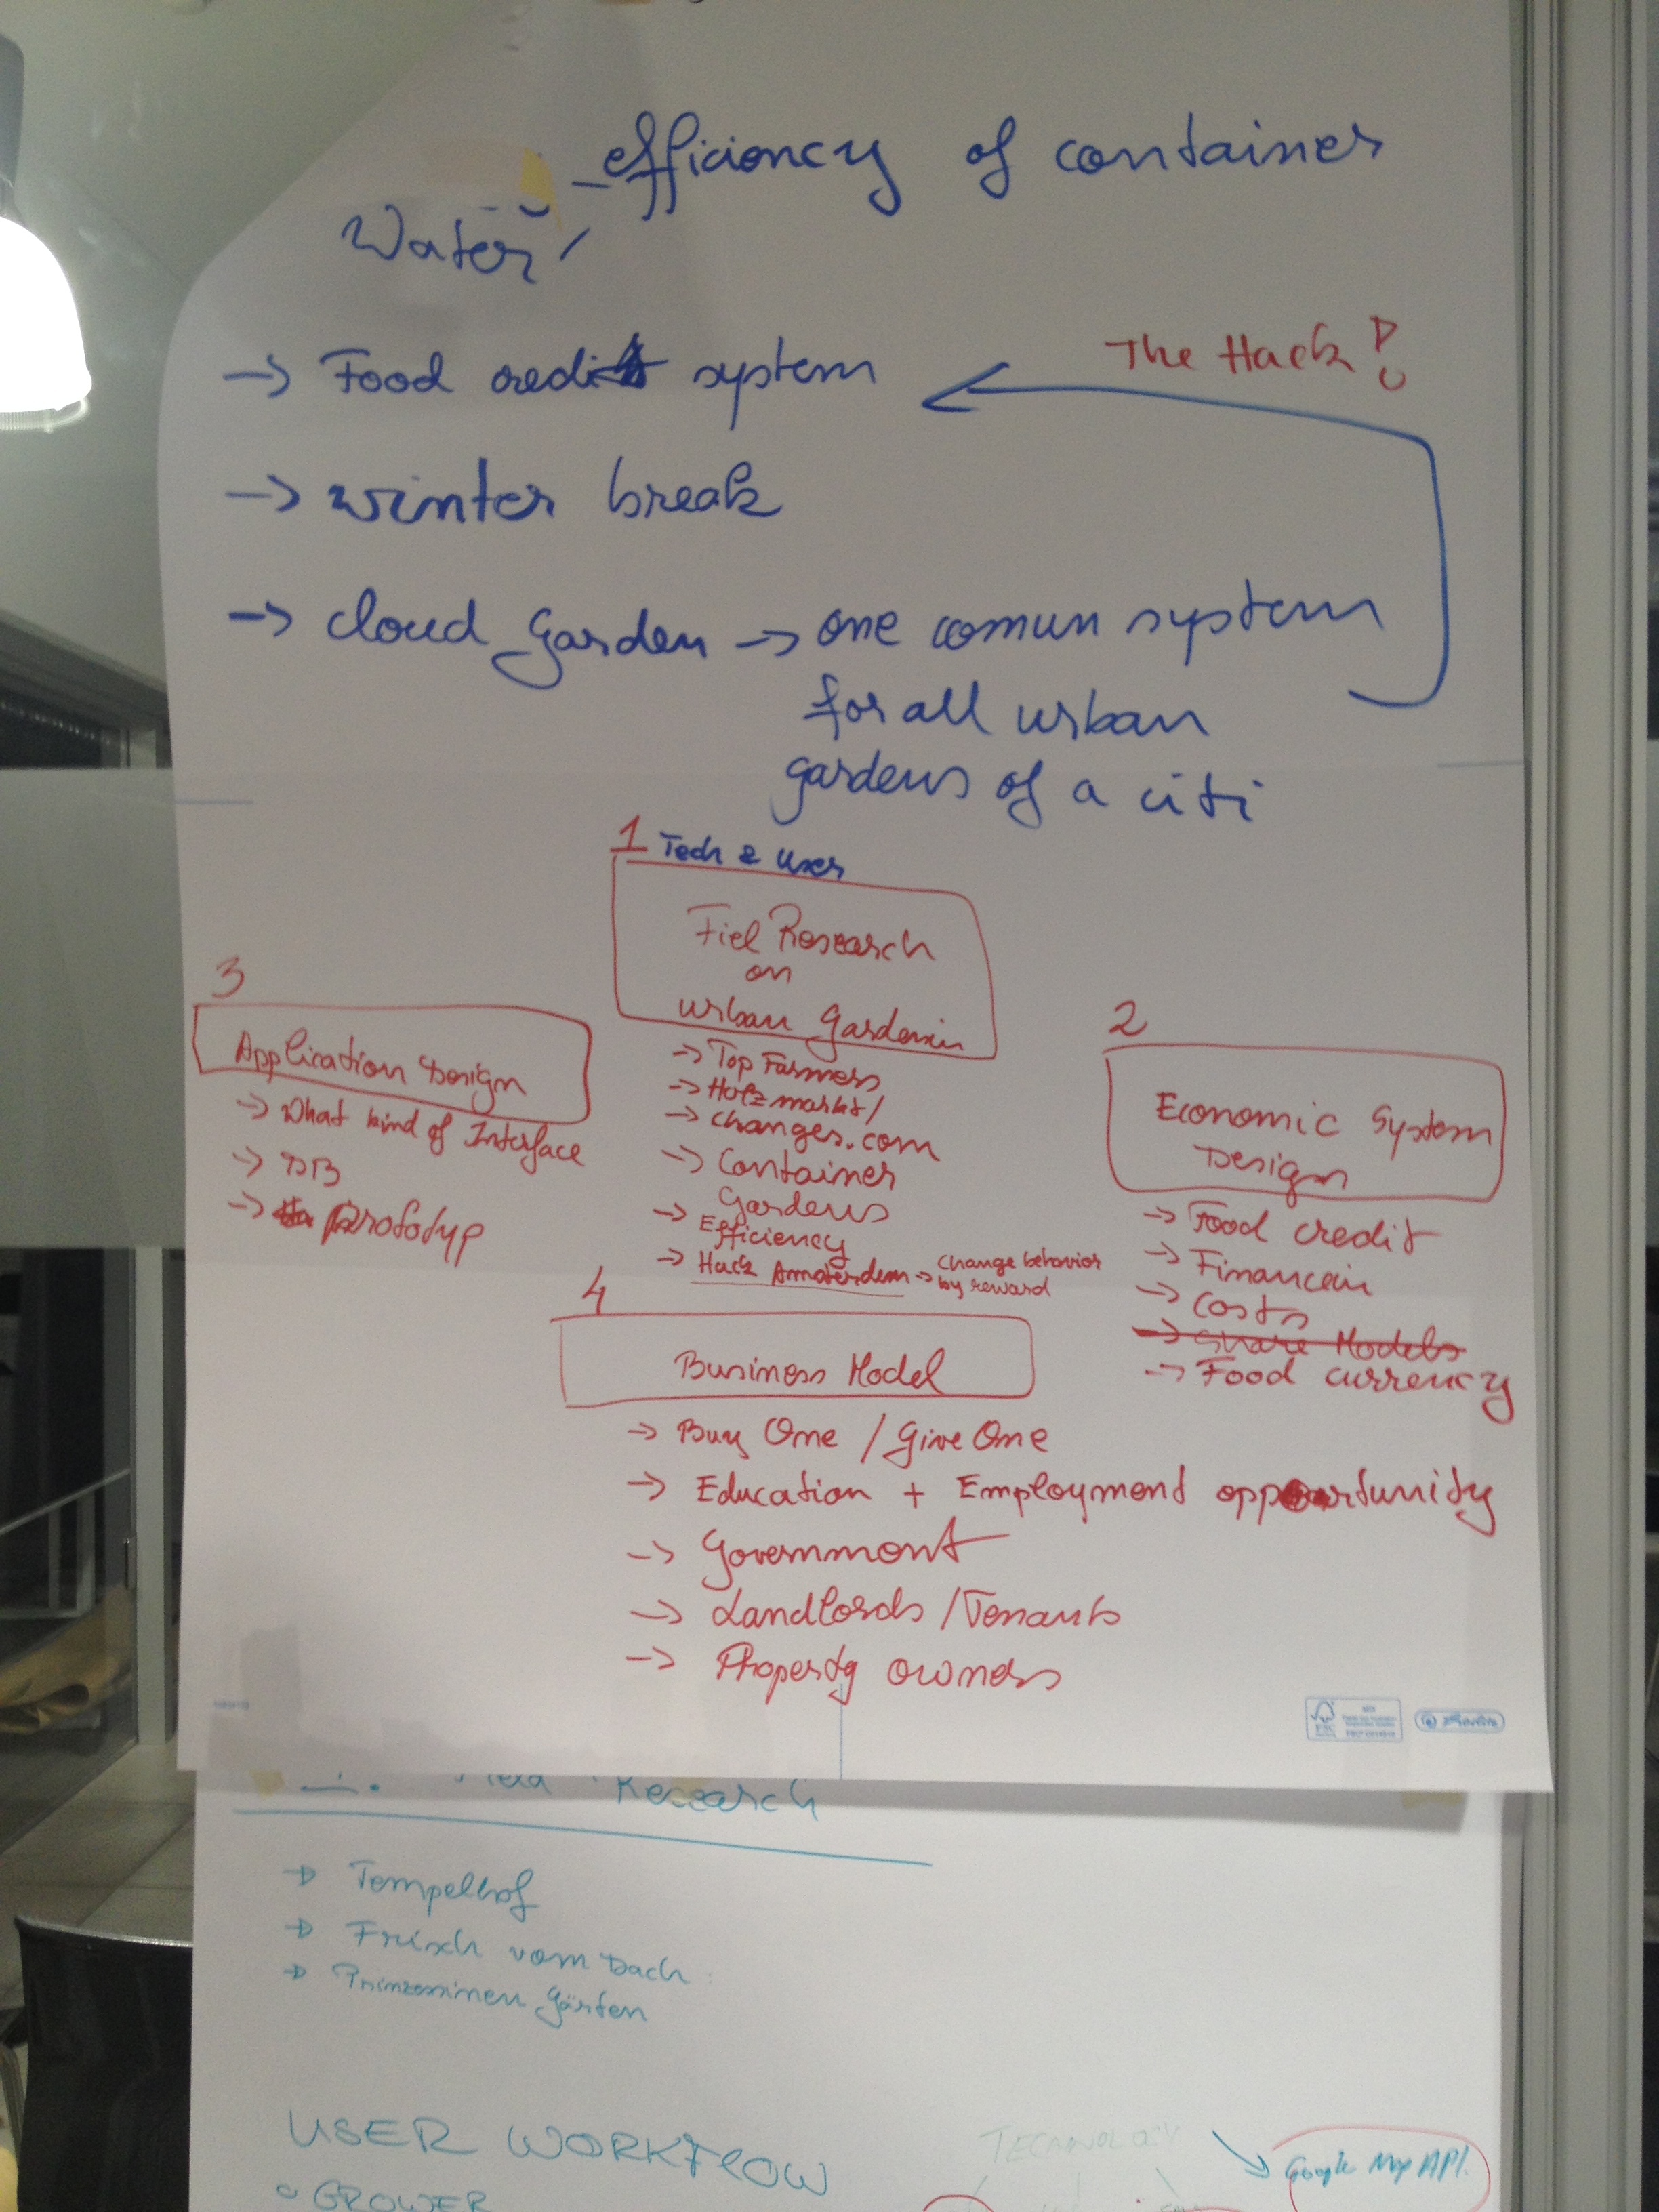 efficiency of container
Water
→ Food credit system
The Hack!
→ winter break
→ cloud garden → one comun system
for all urban
gardens of a citi
1 Tech & User
Fiel Research
on
urban Gardenin
→ Top Farmers
→ Holzmarkt/
→ changes.com
→ Container
Gardens
→ Efficiency
→ Hack Amsterdam → Change behavior
by reward
3
Application Design
→ What kind of Interface
→ DB
→ Prototyp
2
Economic System
Design
→ Food credit
→ Financein
→ Costs
→ Share Models
→ Food currency
4
Business Model
→ Buy One / Give One
→ Education + Employment opportunity
→ Government
→ Landlords / Tenants
→ Property owners
FSC
1. Field Research
→ Tempelhof
→ Frisch vom Dach
→ Prinzessinnen Gärten
USER WORKFLOW
GROWER
TECHNOLOGY
Google Map API.